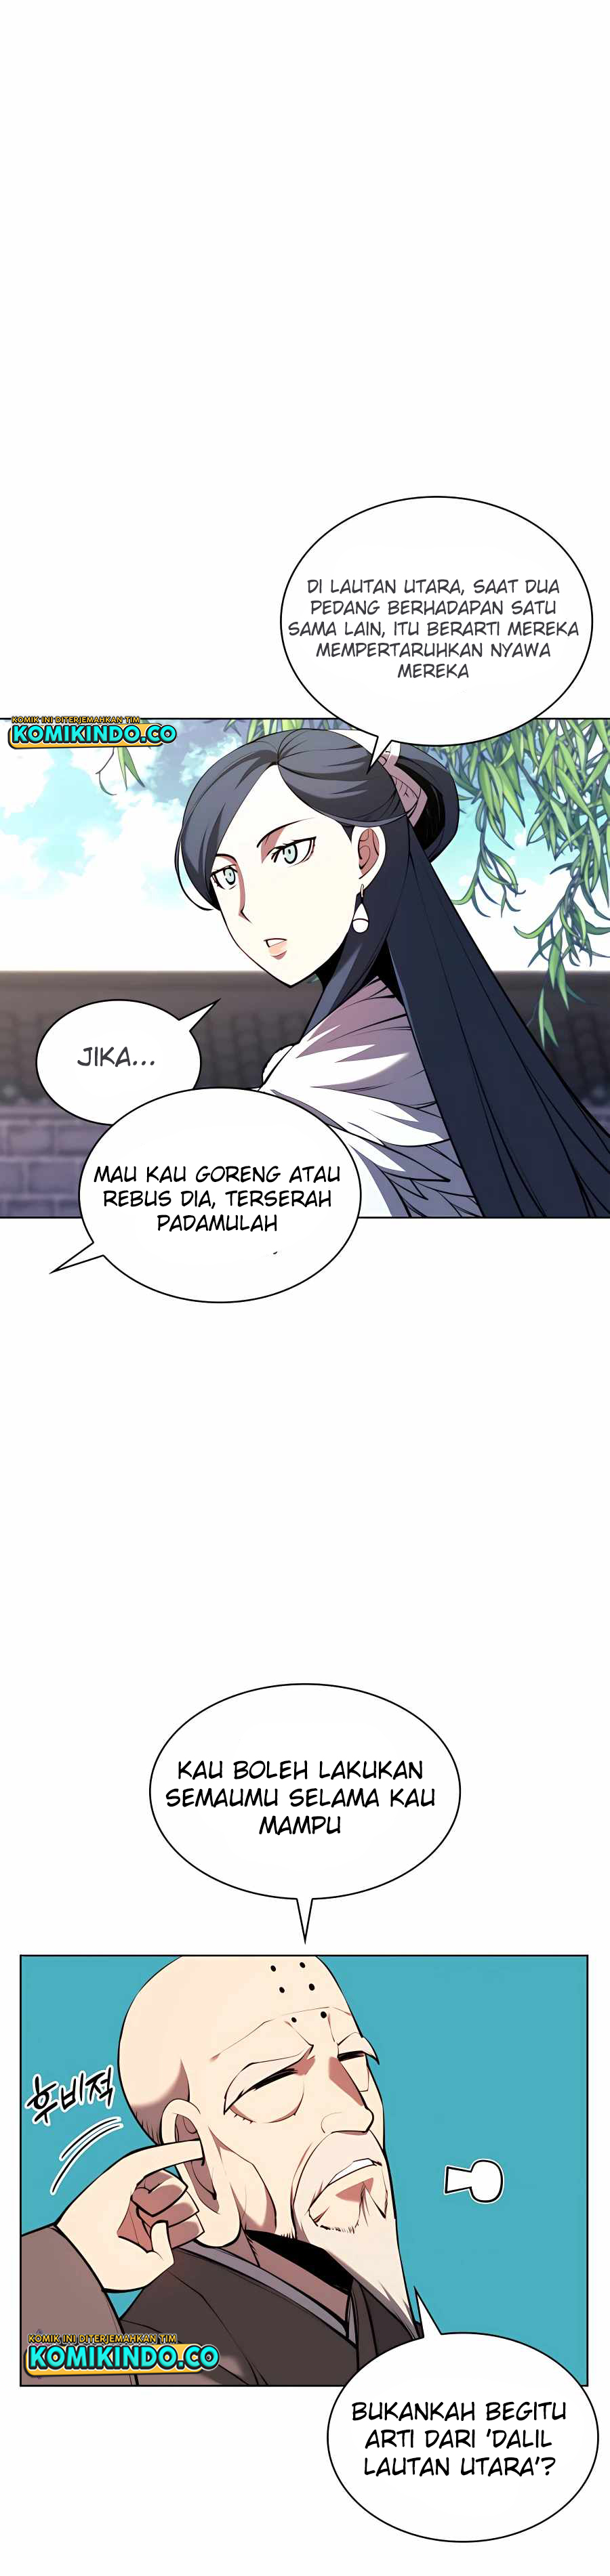 DI LAUTAN UTARA, SAAT DUA
PEDANG BERHADAPAN SATU
SAMA LAIN, ITU BERARTI MEREKA
MEMPERTARUHKAN NYAWA
MEREKA
KOMIK INI DITERJEMAHKAN TIM
KOMIKINDO.CO
JIKA...
MAU KAU GORENG ATAU
REBUS DIA, TERSERAH
PADAMULAH
KAU BOLEH LAKUKAN
SEMAUMU SELAMA KAU
MAMPU
후비적
KOMIK INI DITERJEMAHKAN TIM
KOMIKINDO.CO
BUKANKAH BEGITU
ARTI DARI 'DALIL
LAUTAN UTARA'?